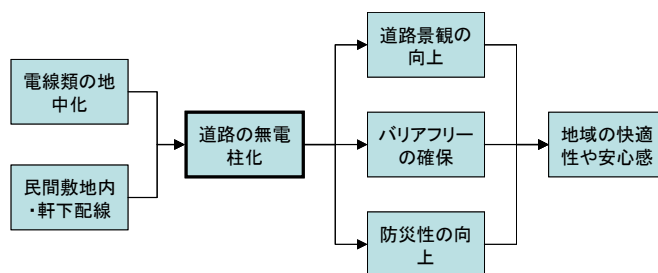 電線類の地
中化
民間敷地内
・軒下配線
道路の無電
柱化
道路景観の
向上
バリアフリー
の確保
防災性の向
上
地域の快適
性や安心感